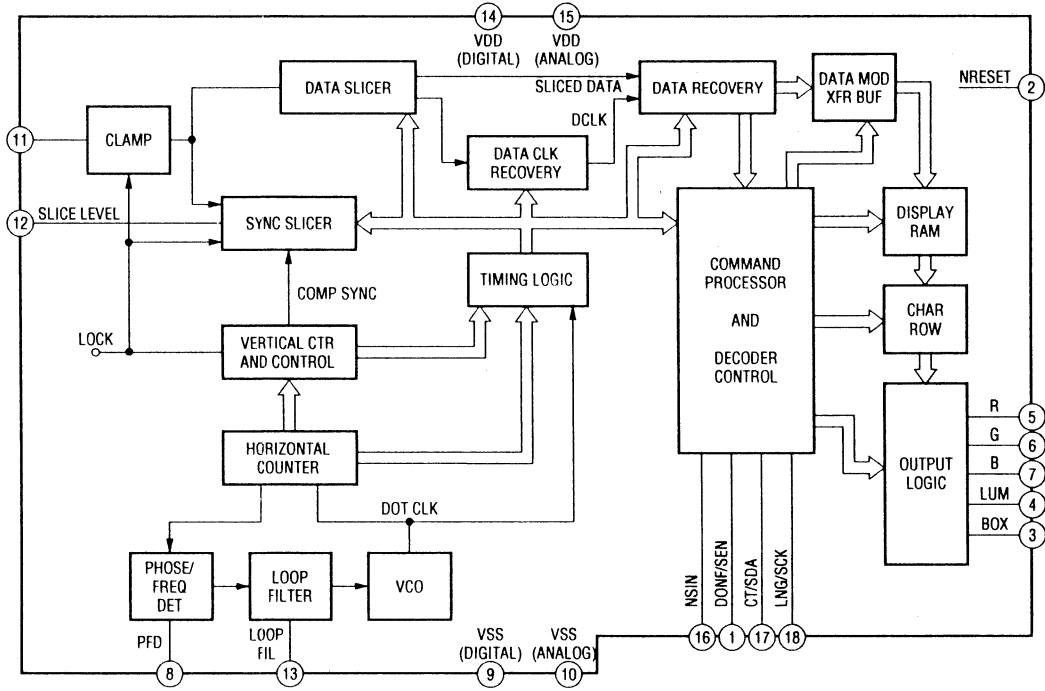 14
15
VDD
(DIGITAL)
VDD
(ANALOG)
DATA SLICER
SLICED DATA
DATA RECOVERY
DATA MOD
XFR BUF
NRESET
2
11
CLAMP
DCLK
DATA CLK
RECOVERY
12
SLICE LEVEL
SYNC SLICER
DISPLAY
RAM
COMMAND
PROCESSOR
AND
DECODER
CONTROL
TIMING LOGIC
COMP SYNC
CHAR
ROW
LOCK
VERTICAL CTR
AND CONTROL
HORIZONTAL
COUNTER
OUTPUT
LOGIC
R
5
G
6
B
7
LUM
4
BOX
3
DOT CLK
PHOSE/
FREQ
DET
LOOP
FILTER
VCO
NSIN
DONF/SEN
CT/SDA
LNG/SCK
PFD
LOOP
FIL
VSS
(DIGITAL)
VSS
(ANALOG)
16
1
17
18
8
13
9
10